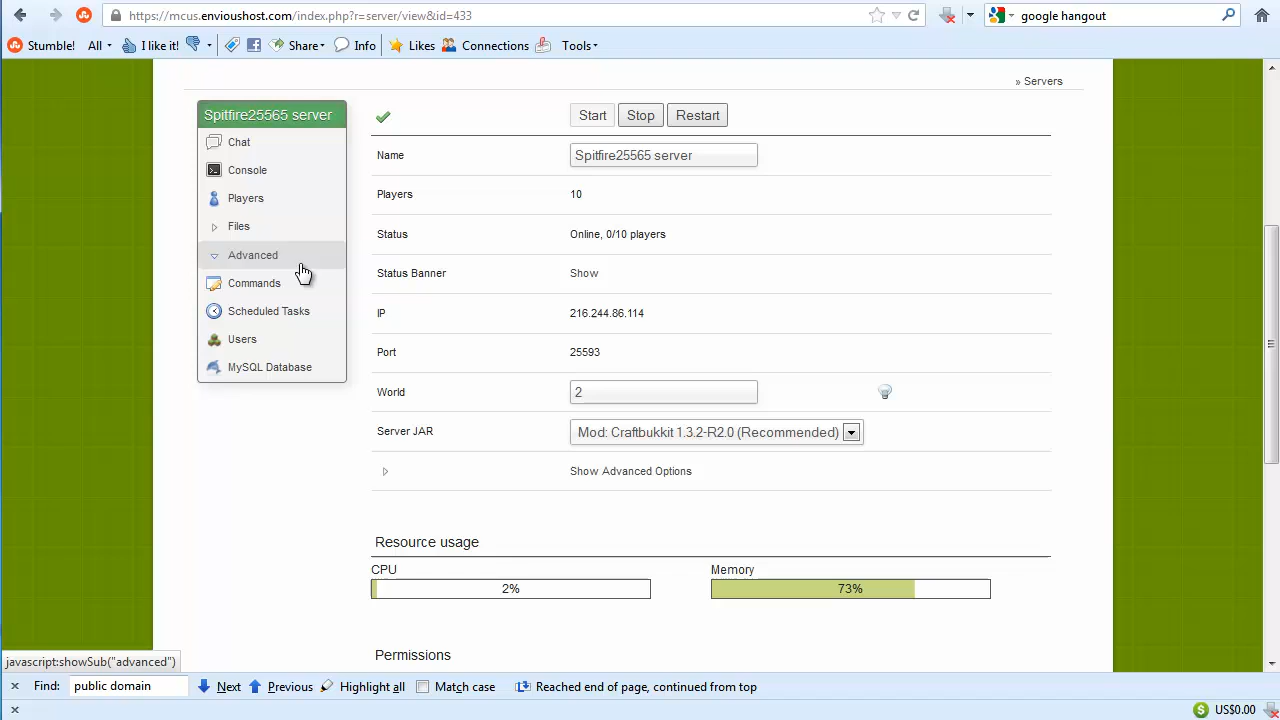 https://mcus.envioushost.com/index.php?r=server/view&id=433
google hangout
Stumble! All I like it! Share Info Likes Connections Tools
» Servers
Spitfire25565 server
Chat
Console
Players
Files
Advanced
Commands
Scheduled Tasks
Users
MySQL Database
Start Stop Restart
Name Spitfire25565 server
Players 10
Status Online, 0/10 players
Status Banner Show
IP 216.244.86.114
Port 25593
World 2
Server JAR Mod: Craftbukkit 1.3.2-R2.0 (Recommended)
Show Advanced Options
Resource usage
CPU Memory
2% 73%
Permissions
javascript:showSub("advanced")
Find: public domain Next Previous Highlight all Match case Reached end of page, continued from top
US$0.00